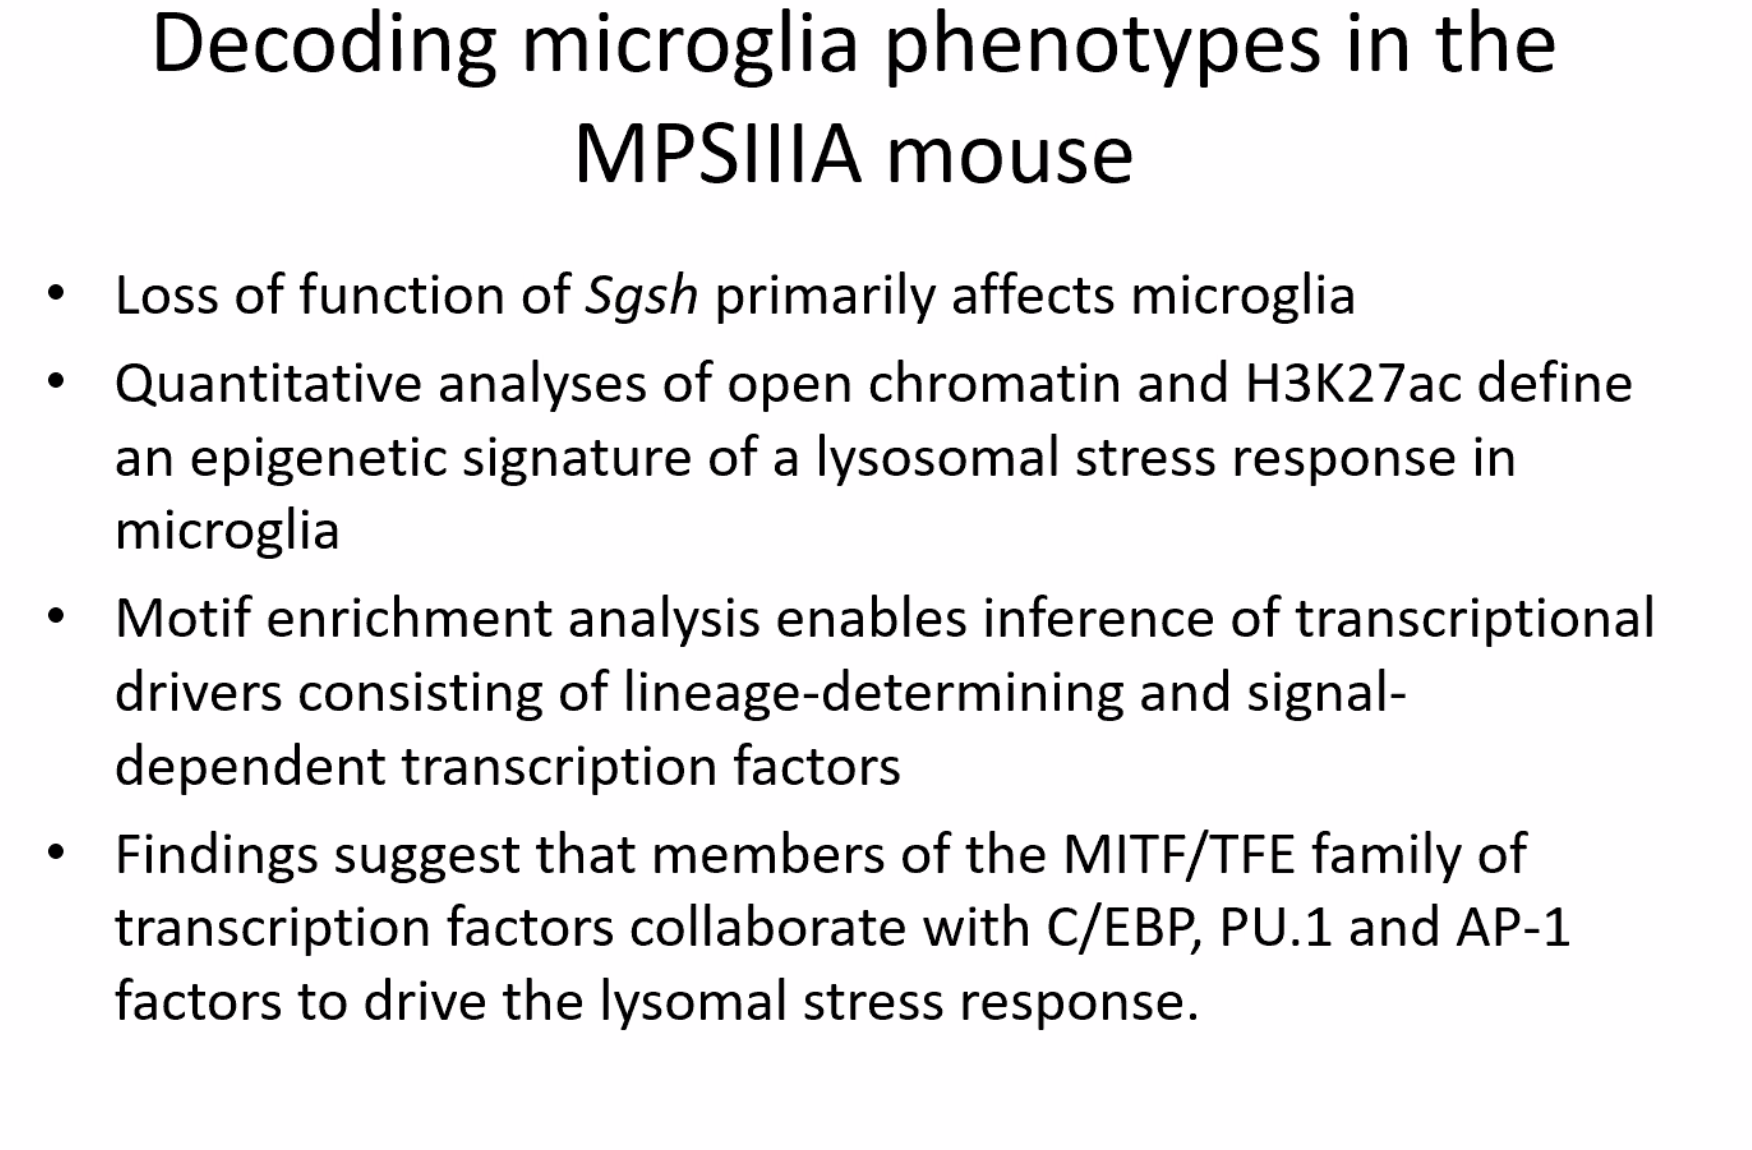 Decoding microglia phenotypes in the
MPSIIIA mouse
• Loss of function of Sgsh primarily affects microglia
• Quantitative analyses of open chromatin and H3K27ac define
an epigenetic signature of a lysosomal stress response in
microglia
• Motif enrichment analysis enables inference of transcriptional
drivers consisting of lineage-determining and signal-
dependent transcription factors
• Findings suggest that members of the MITF/TFE family of
transcription factors collaborate with C/EBP, PU.1 and AP-1
factors to drive the lysomal stress response.